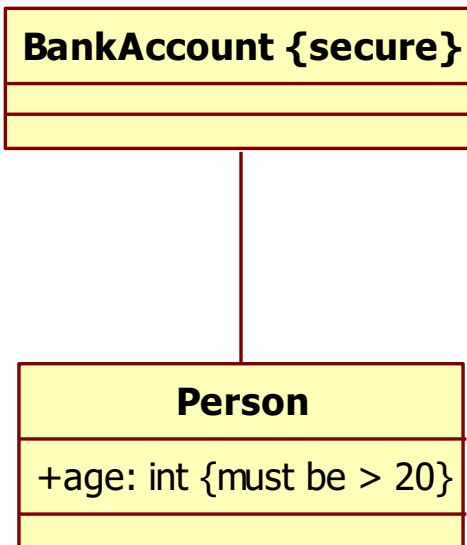 BankAccount {secure}
Person
+age: int {must be > 20}